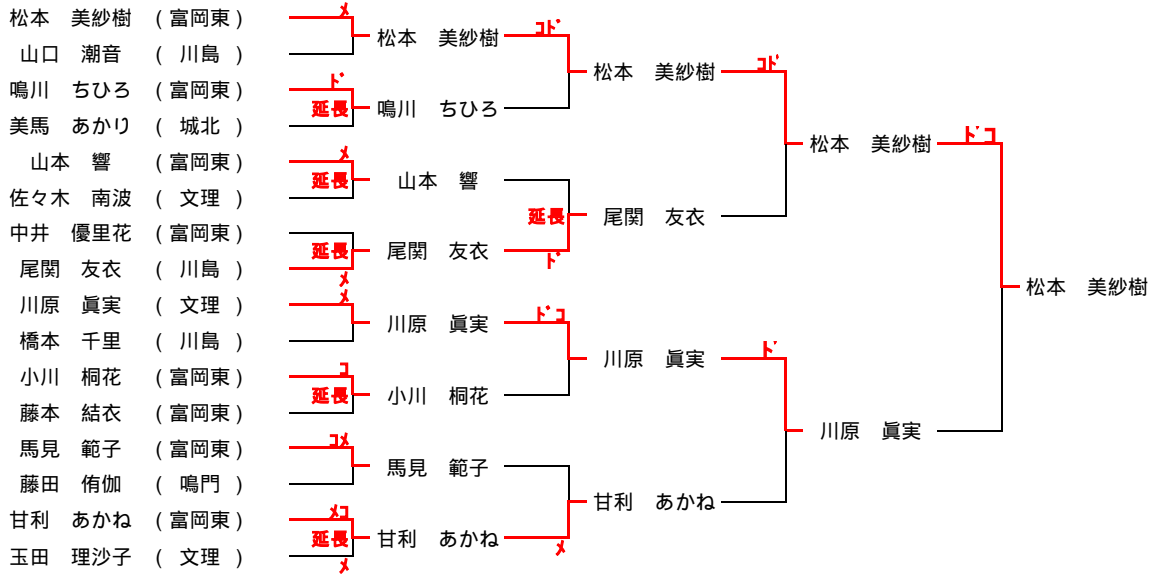 松本　美紗樹　( 富岡東 )
山口　潮音　( 川島 )
鳴川　ちひろ　( 富岡東 )
美馬　あかり　( 城北 )
山本　響　( 富岡東 )
佐々木　南波　( 文理 )
中井　優里花　( 富岡東 )
尾関　友衣　( 川島 )
川原　眞実　( 文理 )
橋本　千里　( 川島 )
小川　桐花　( 富岡東 )
藤本　結衣　( 富岡東 )
馬見　範子　( 富岡東 )
藤田　侑伽　( 鳴門 )
甘利　あかね　( 富岡東 )
玉田　理沙子　( 文理 )
メ
ド
延長
メ
延長
延長
メ
メ
コ
延長
コメ
メコ
延長
メ
松本　美紗樹
鳴川　ちひろ
山本　響
尾関　友衣
川原　眞実
小川　桐花
馬見　範子
甘利　あかね
コド
延長
ド
ドコ
メ
松本　美紗樹
尾関　友衣
川原　眞実
甘利　あかね
コド
ド
松本　美紗樹
川原　眞実
ドコ
松本　美紗樹